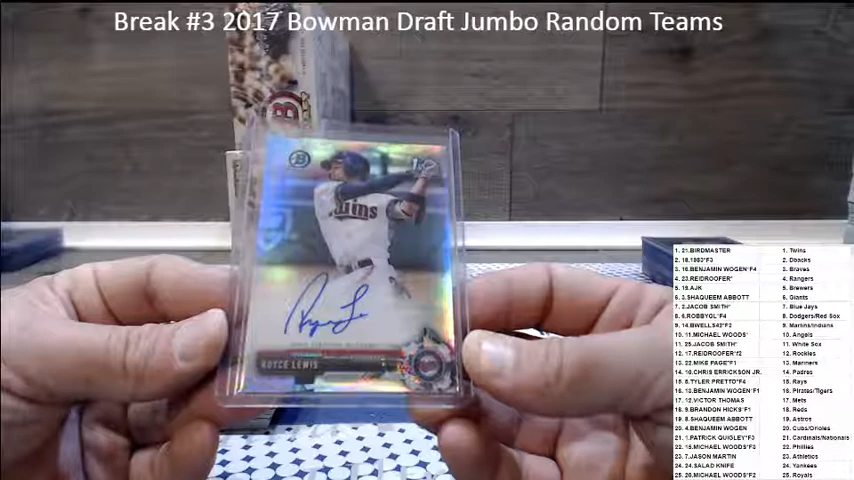 Break #3 2017 Bowman Draft Jumbo Random Teams
B
B
1st
Twins
ROYCE LEWIS
1. 21.BIRDMASTER 1. Twins
2. 18.1983*F3 2. Dbacks
3. 16.BENJAMIN WOGEN*F4 3. Braves
4. 23.REIDROOFER* 4. Rangers
5. 19.AJK 5. Brewers
6. 3.SHAQUEEM ABBOTT 6. Giants
7. 2.JACOB SMITH* 7. Blue Jays
8. 6.ROBBYO* 8. Dodgers/Red Sox
9. 14.BWELLS42*F2 9. Marlins/Indians
10. 11.MICHAEL WOODS* 10. Angels
11. 25.JACOB SMITH* 11. White Sox
12. 17.REIDROOFER*F2 12. Rockies
13. 22.MIKE PAGE*F1 13. Mariners
14. 10.CHRIS ERRICKSON JR. 14. Padres
15. 5.TYLER PRETTO*F4 15. Rays
16. 13.BENJAMIN WOGEN*F1 16. Pirates/Tigers
17. 12.VICTOR THOMAS 17. Mets
18. 9.BRANDON HICKS*F1 18. Reds
19. 8.SHAQUEEM ABBOTT 19. Astros
20. 4.BENJAMIN WOGEN 20. Cubs/Orioles
21. 1.PATRICK QUIGLEY*F3 21. Cardinals/Nationals
22. 15.MICHAEL WOODS*F3 22. Phillies
23. 7.JASON MARTIN 23. Athletics
24. 24.SALAD KNIFE 24. Yankees
25. 20.MICHAEL WOODS*F2 25. Royals